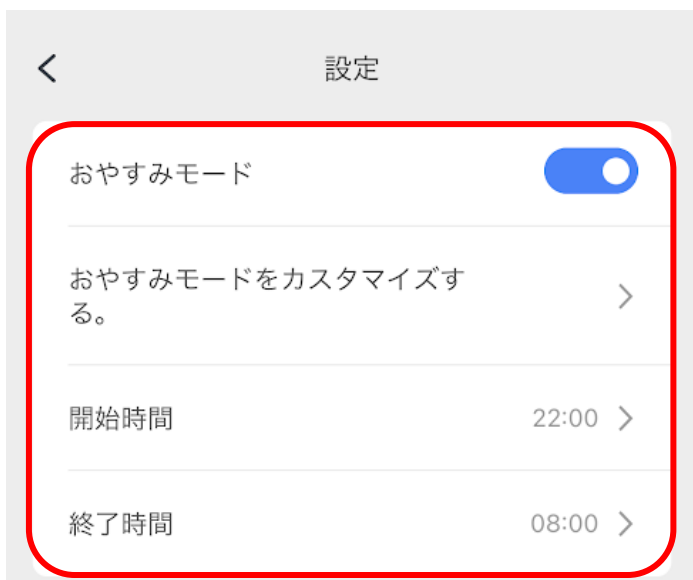 設定
おやすみモード
おやすみモードをカスタマイズす
る。
開始時間 22:00
終了時間 08:00